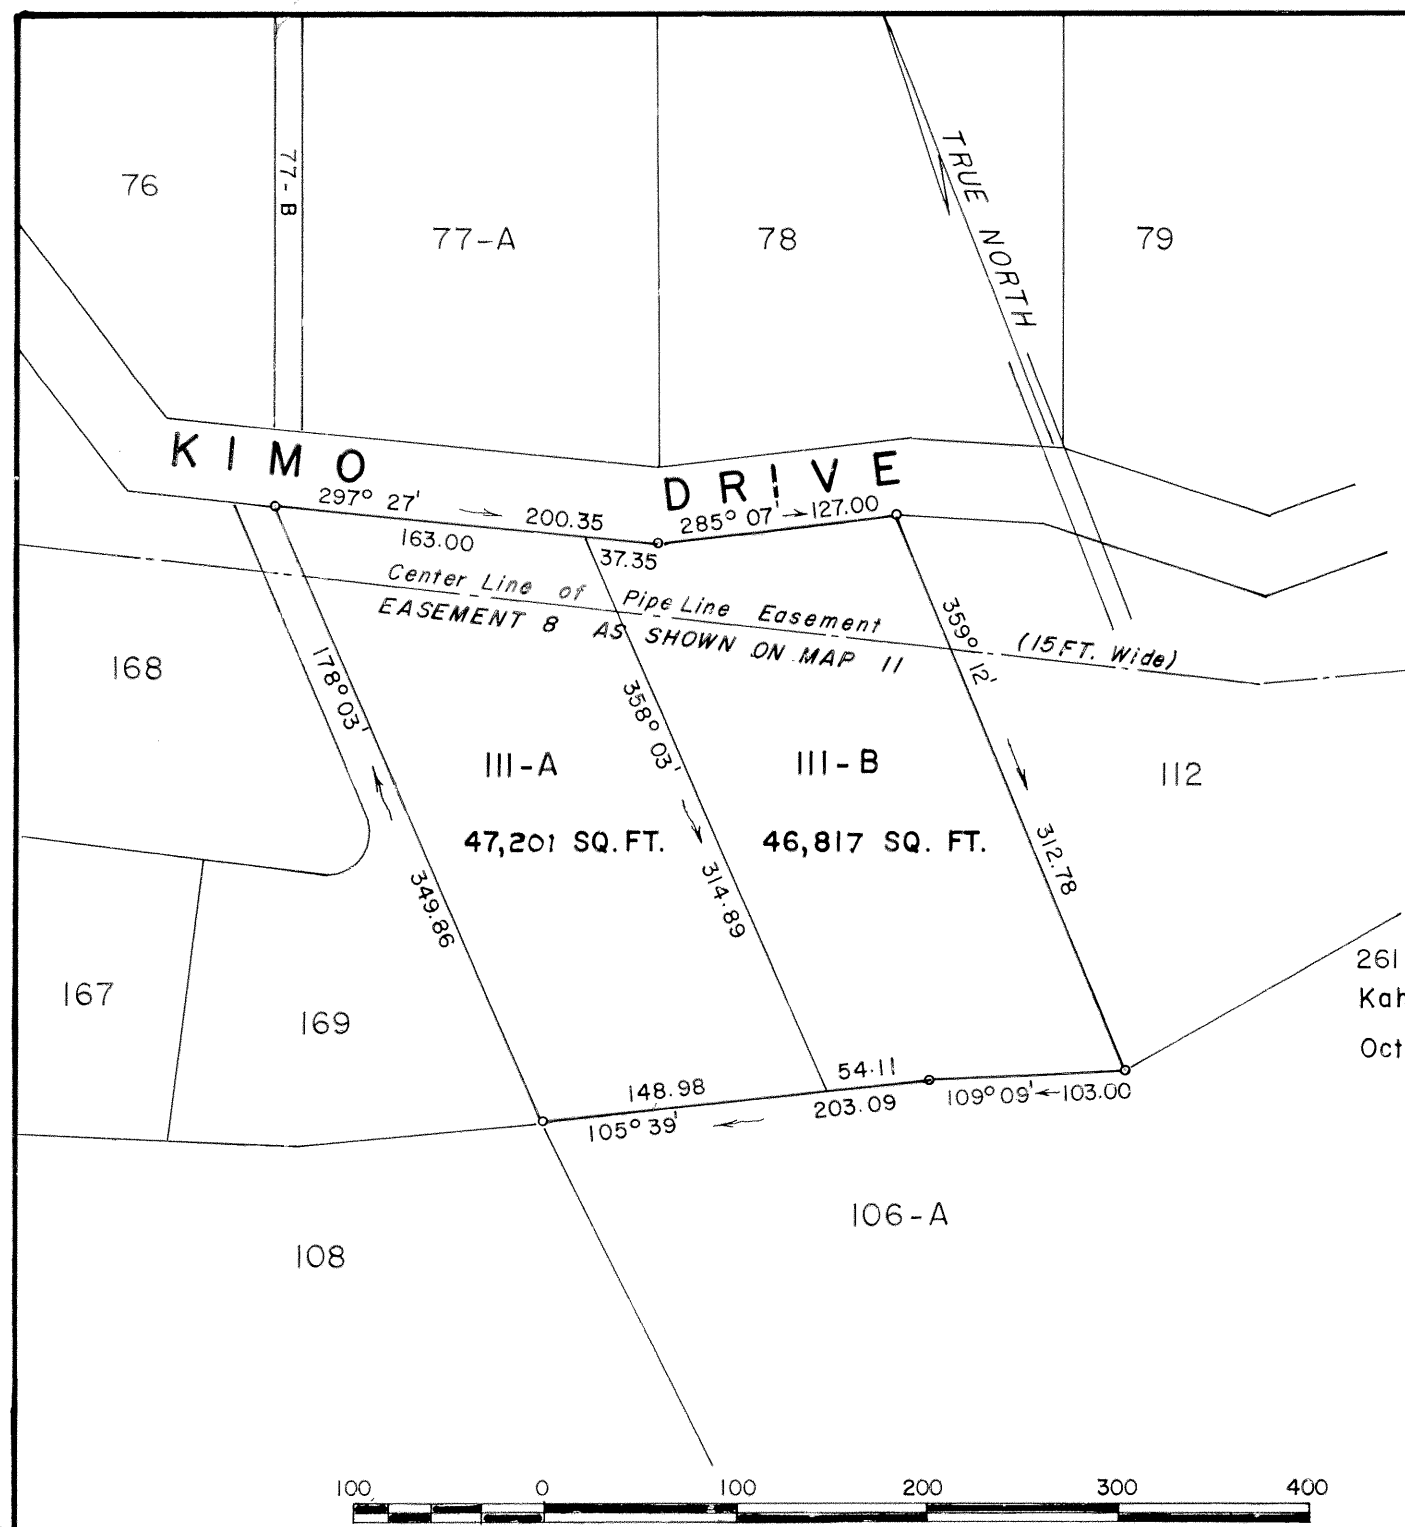 76
77-B
77-A
78
TRUE NORTH
79
KIMO DRIVE
297° 27'
200.35
163.00
37.35
285° 07' 127.00
Center Line of Pipe Line Easement (15 FT. Wide)
EASEMENT 8 AS SHOWN ON MAP 11
168
178° 03'
358° 03'
359° 12'
111-A
111-B
112
47,201 SQ. FT.
46,817 SQ. FT.
349.86
314.89
312.78
261
Kah
Oct
167
169
148.98
54.11
105° 39'
203.09
109° 09' 103.00
106-A
108
100 0 100 200 300 400